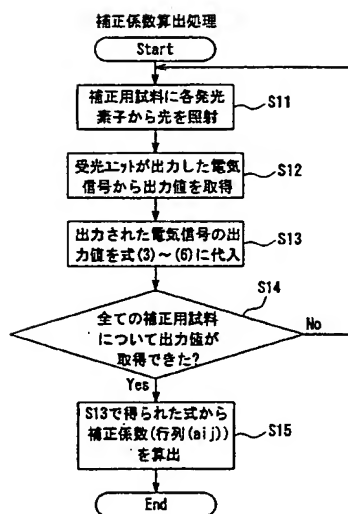 補正係数算出処理
Start
補正用試料に各発光
素子から先を照射
S11
受光ユニットが出力した電気
信号から出力値を取得
S12
出力された電気信号の出
力値を式(3)~(6)に代入
S13
S14
全ての補正用試料
について出力値が
取得できた?
No
Yes
S13で得られた式から
補正係数(行列(aij))
を算出
S15
End